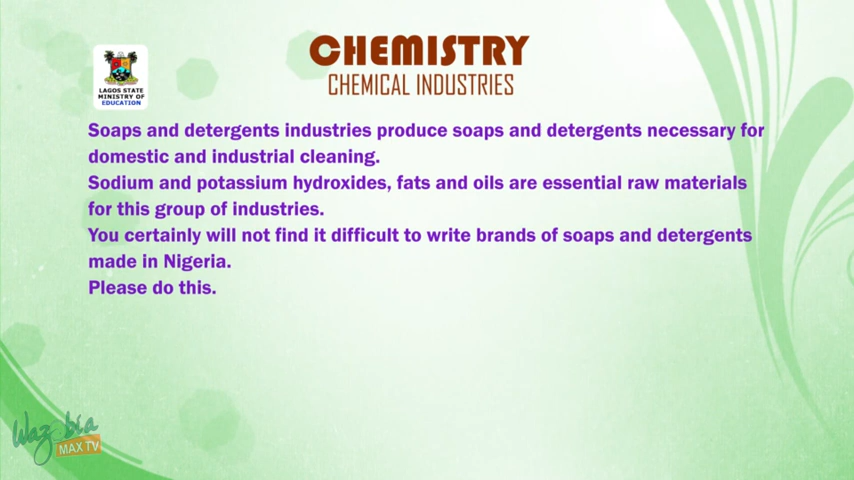 CHEMISTRY
CHEMICAL INDUSTRIES
LAGOS STATE
MINISTRY OF
EDUCATION
Soaps and detergents industries produce soaps and detergents necessary for
domestic and industrial cleaning.
Sodium and potassium hydroxides, fats and oils are essential raw materials
for this group of industries.
You certainly will not find it difficult to write brands of soaps and detergents
made in Nigeria.
Please do this.
Wazobia
MAX TV